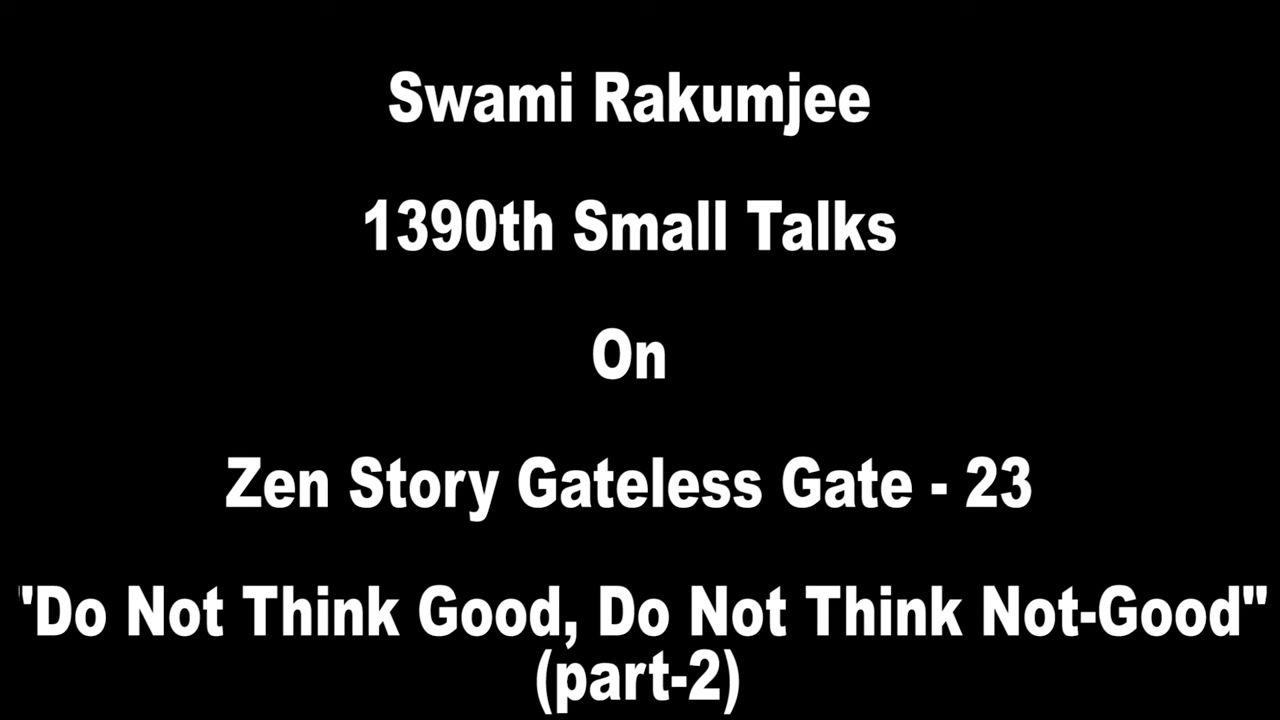 Swami Rakumjee
1390th Small Talks
On
Zen Story Gateless Gate - 23
"Do Not Think Good, Do Not Think Not-Good"
(part-2)